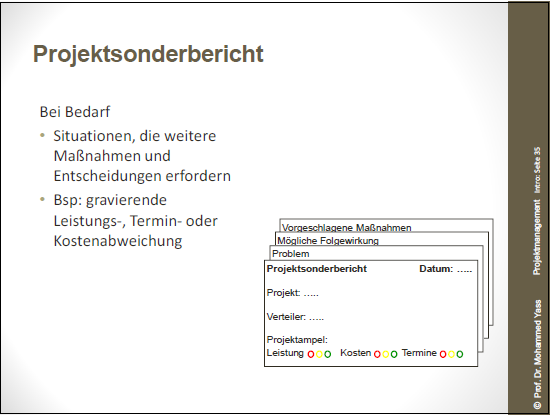 Projektsonderbericht
Bei Bedarf
• Situationen, die weitere
Maßnahmen und
Entscheidungen erfordern
• Bsp: gravierende
Leistungs-, Termin- oder
Kostenabweichung
Vorgeschlagene Maßnahmen
Mögliche Folgewirkung
Problem
Projektsonderbericht Datum: …..
Projekt: …..
Verteiler: …..
Projektampel:
Leistung Kosten Termine
© Prof. Dr. Mohammed Yass Projektmanagement Intro: Seite 35